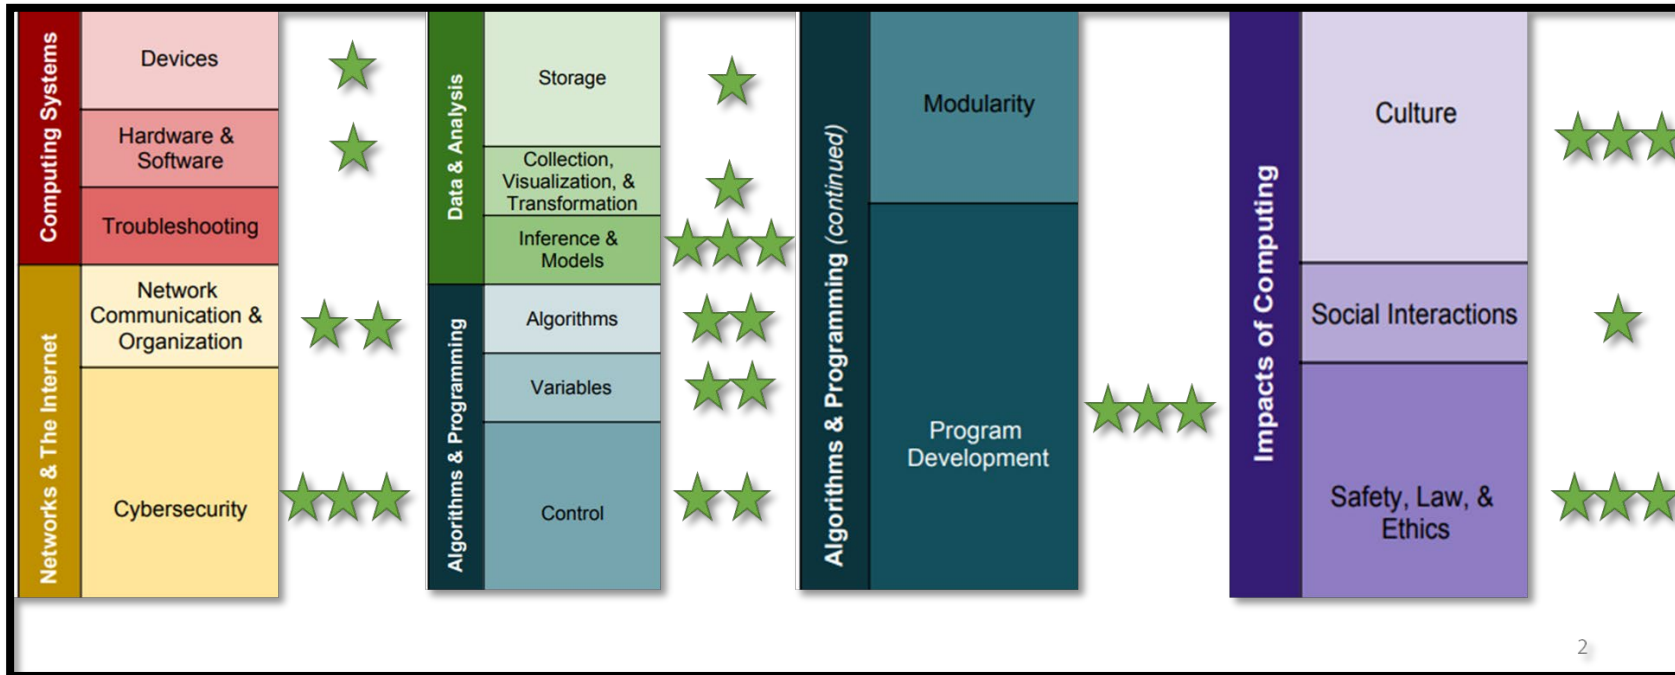 Computing Systems
Devices
Hardware &
Software
Troubleshooting
Networks & The Internet
Network
Communication &
Organization
Cybersecurity
Data & Analysis
Storage
Collection,
Visualization, &
Transformation
Inference &
Models
Algorithms & Programming
Algorithms
Variables
Control
Algorithms & Programming (continued)
Modularity
Program
Development
Impacts of Computing
Culture
Social Interactions
Safety, Law, &
Ethics
2